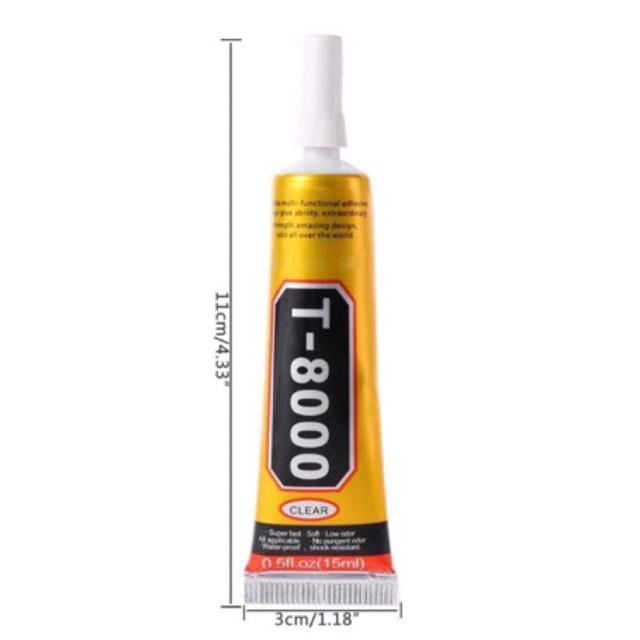 multi-functional adhesive
glue ability, extraordinary
amazing design,
sold all over the world.
T-8000
CLEAR
Super fast · Soft · Low odor
All applicable No pungent odor
Water-proof , shock-resistant.
0.5fl.oz(15ml)
11cm/4.33"
3cm/1.18"